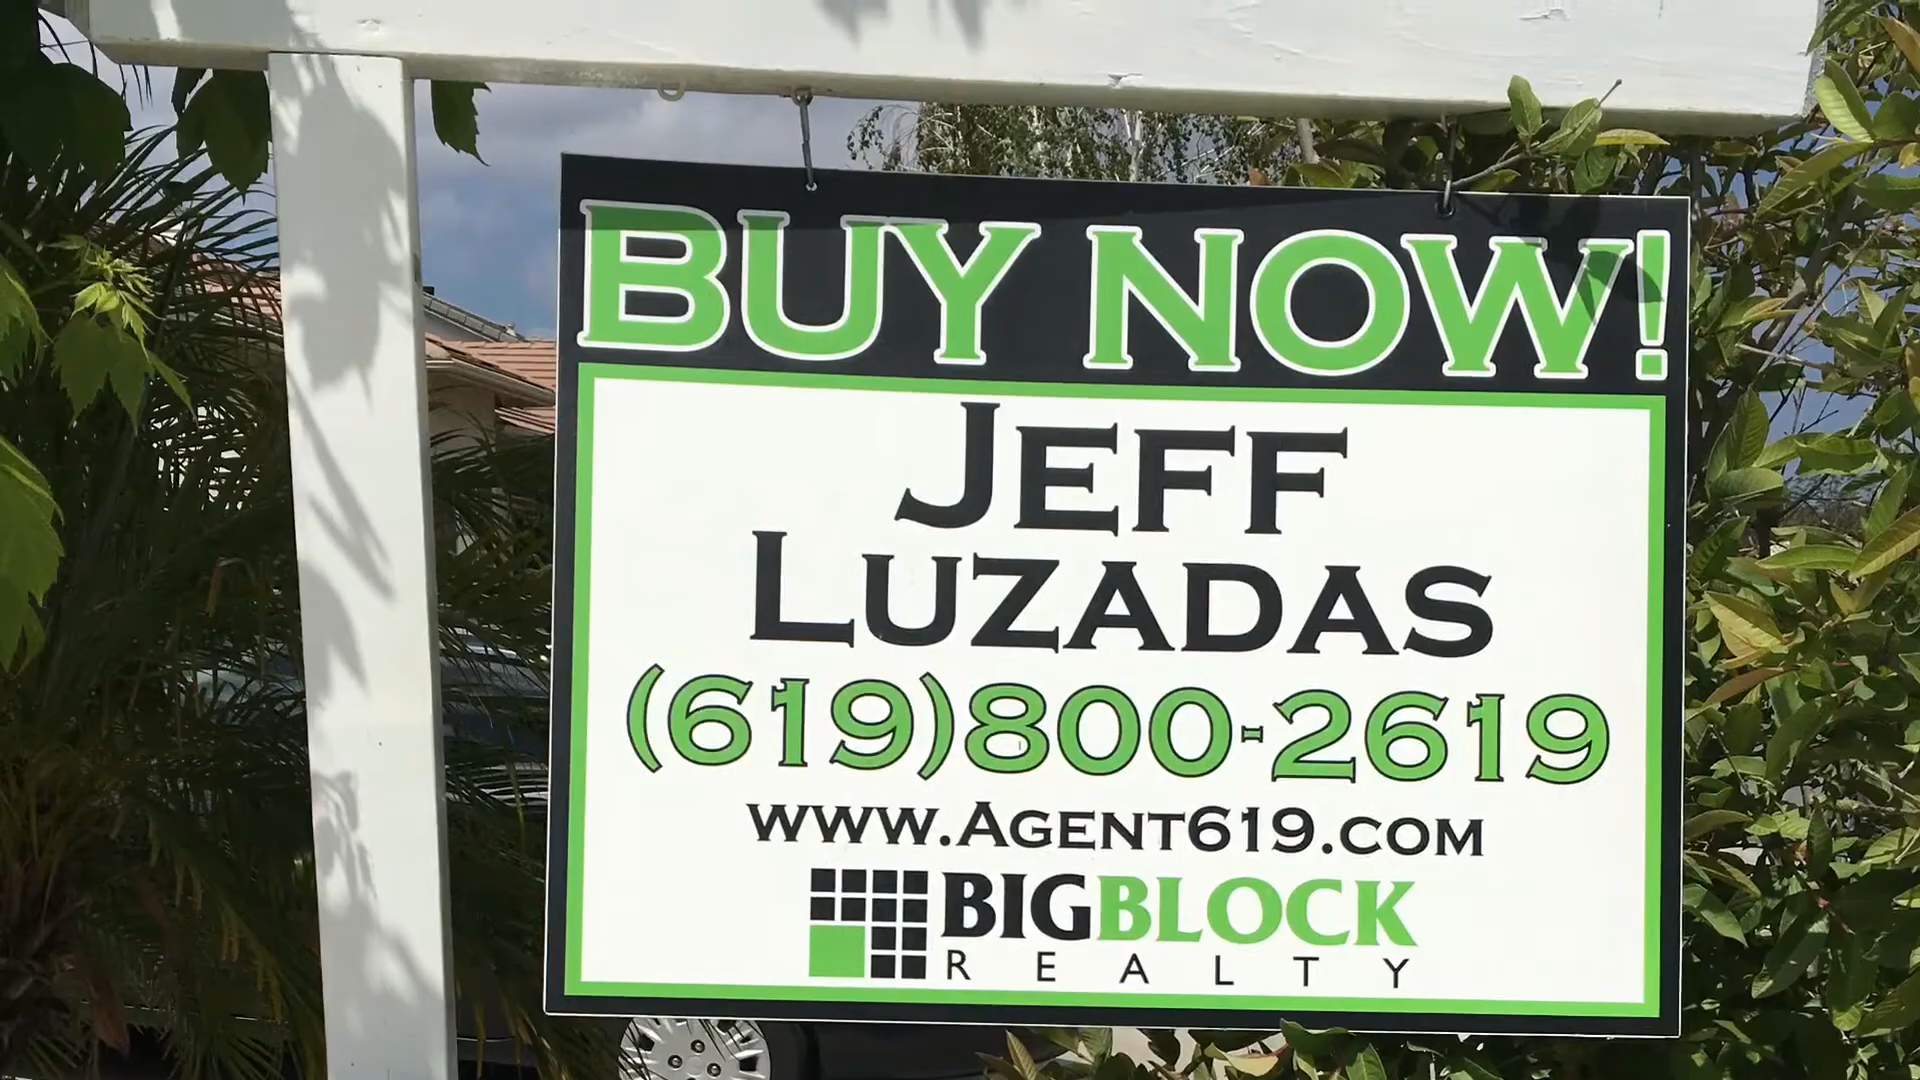 BUY NOW!
JEFF
LUZADAS
(619)800-2619
WWW.AGENT619.COM
BIGBLOCK
REALTY